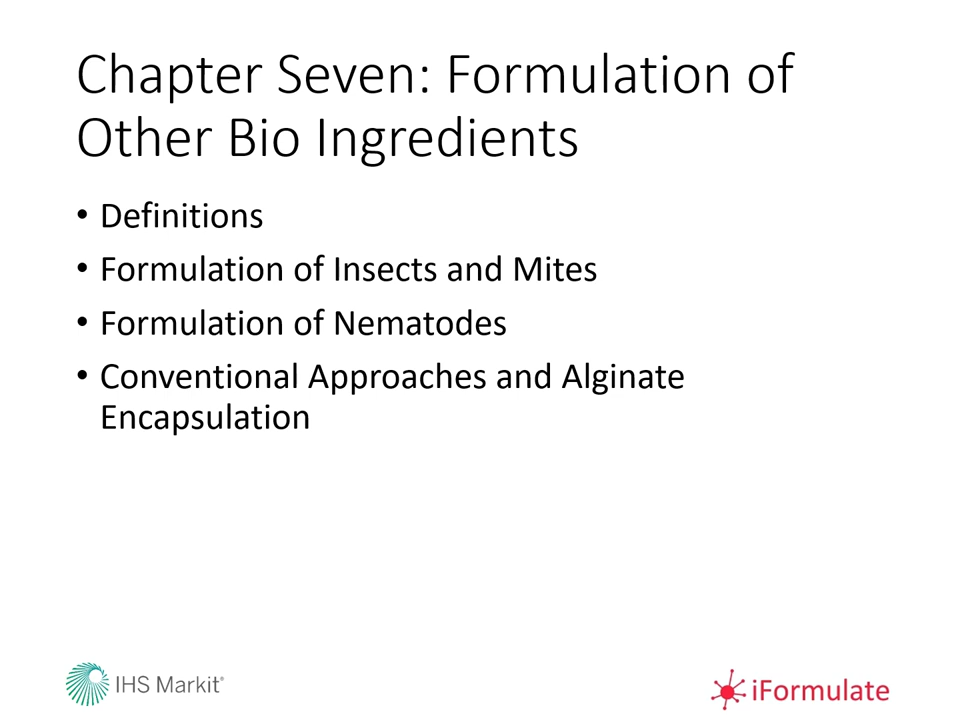 Chapter Seven: Formulation of
Other Bio Ingredients
• Definitions
• Formulation of Insects and Mites
• Formulation of Nematodes
• Conventional Approaches and Alginate
Encapsulation
IHS Markit®
iFormulate